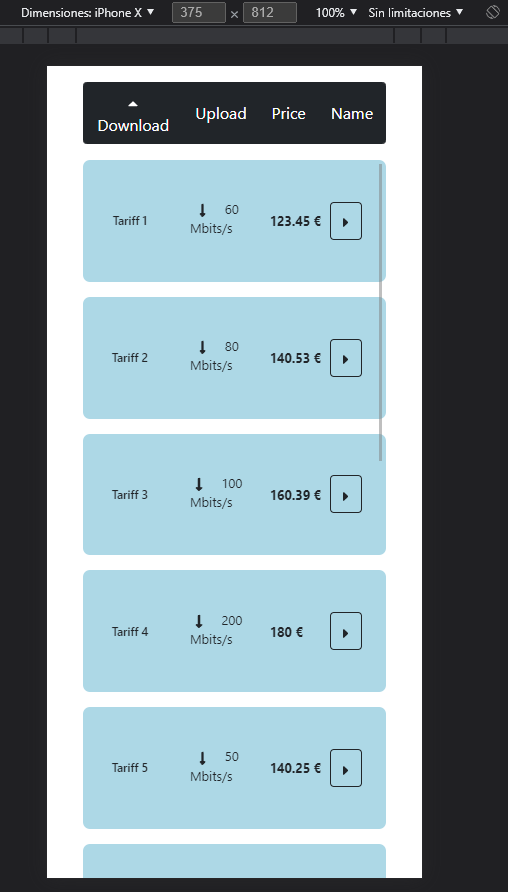 Dimensiones: iPhone X ▼ 375 × 812 100% ▼ Sin limitaciones ▼
Download Upload Price Name
Tariff 1 60 Mbits/s 123.45 €
Tariff 2 80 Mbits/s 140.53 €
Tariff 3 100 Mbits/s 160.39 €
Tariff 4 200 Mbits/s 180 €
Tariff 5 50 Mbits/s 140.25 €